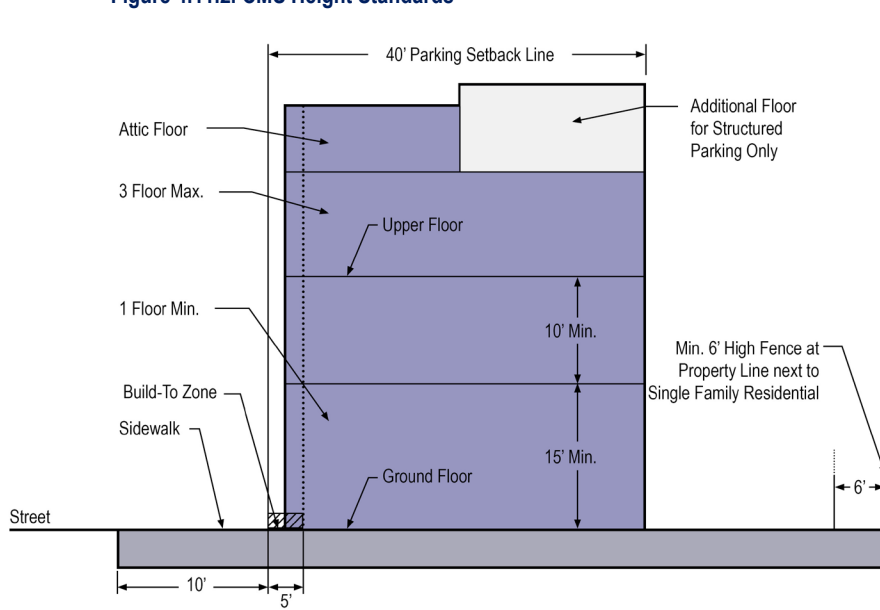 40' Parking Setback Line
Attic Floor
Additional Floor
for Structured
Parking Only
3 Floor Max.
Upper Floor
1 Floor Min.
10' Min.
Min. 6' High Fence at
Property Line next to
Single Family Residential
Build-To Zone
Sidewalk
15' Min.
Ground Floor
6'
Street
10'
5'